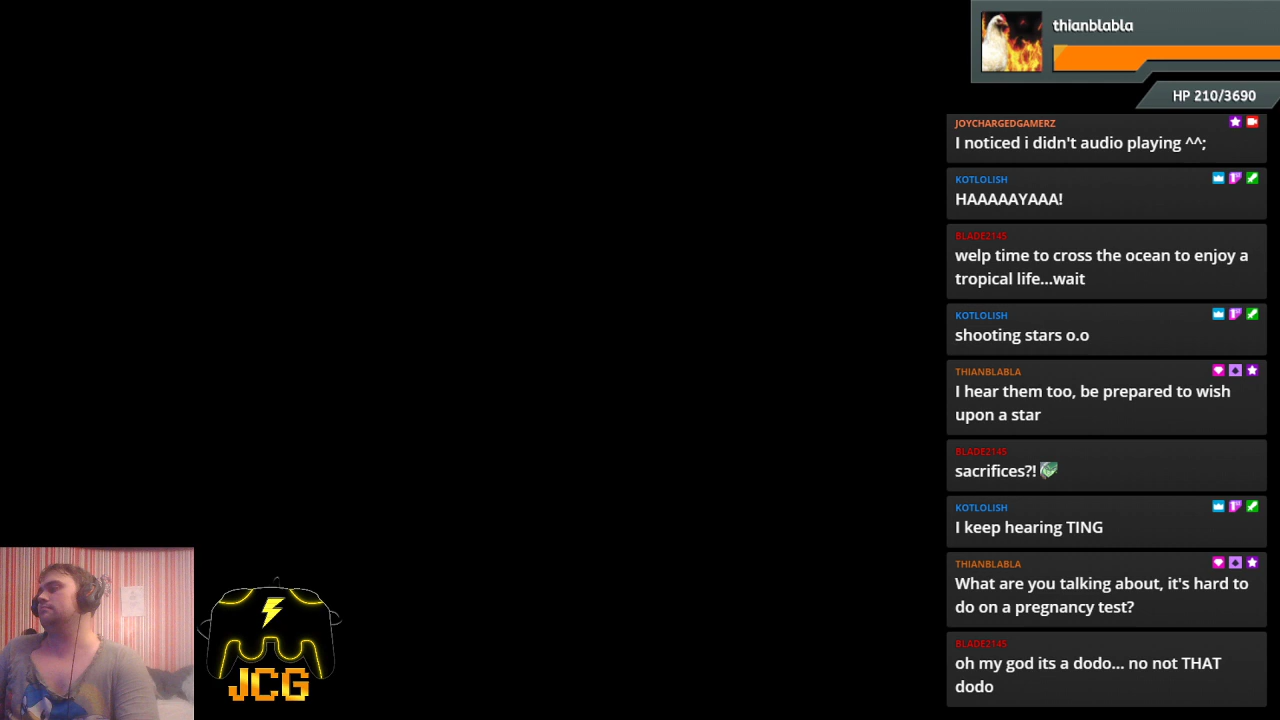 thianblabla
HP 210/3690
JOYCHARGEDGAMERZ
I noticed i didn't audio playing ^^;
KOTLOLISH
HAAAAAYAAA!
BLADE2145
welp time to cross the ocean to enjoy a
tropical life...wait
KOTLOLISH
shooting stars o.o
THIANBLABLA
I hear them too, be prepared to wish
upon a star
BLADE2145
sacrifices?!
KOTLOLISH
I keep hearing TING
THIANBLABLA
What are you talking about, it's hard to
do on a pregnancy test?
BLADE2145
oh my god its a dodo... no not THAT
dodo
JCG